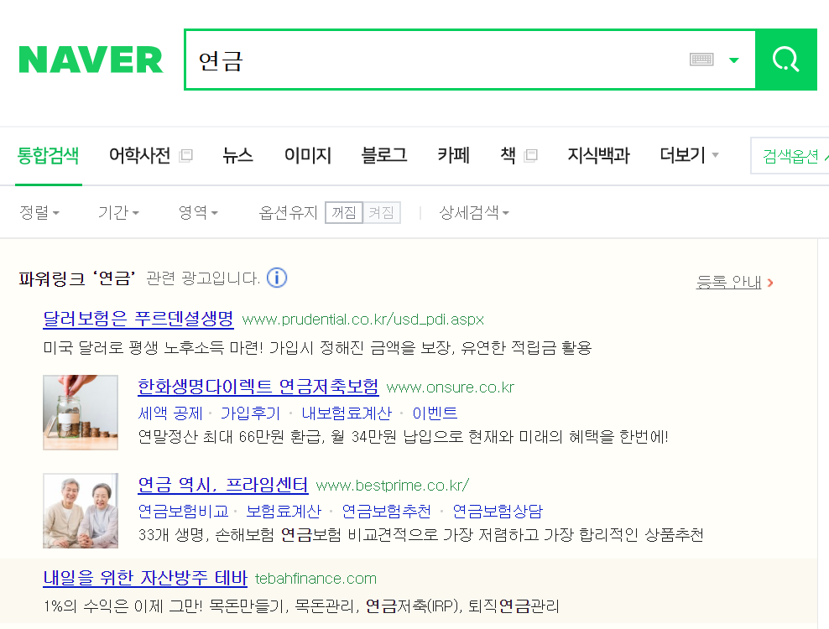 NAVER
연금
통합검색 어학사전 뉴스 이미지 블로그 카페 책 지식백과 더보기 검색옵션
정렬 기간 영역 옵션유지 꺼짐 켜짐 상세검색
파워링크 '연금' 관련 광고입니다. 등록 안내
달러보험은 푸르덴셜생명 www.prudential.co.kr/usd_pdi.aspx
미국 달러로 평생 노후소득 마련! 가입시 정해진 금액을 보장, 유연한 적립금 활용
한화생명다이렉트 연금저축보험 www.onsure.co.kr
세액 공제 · 가입후기 · 내보험료계산 · 이벤트
연말정산 최대 66만원 환급, 월 34만원 납입으로 현재와 미래의 혜택을 한번에!
연금 역시, 프라임센터 www.bestprime.co.kr/
연금보험비교 · 보험료계산 · 연금보험추천 · 연금보험상담
33개 생명, 손해보험 연금보험 비교견적으로 가장 저렴하고 가장 합리적인 상품추천
내일을 위한 자산방주 테바 tebahfinance.com
1%의 수익은 이제 그만! 목돈만들기, 목돈관리, 연금저축(IRP), 퇴직연금관리